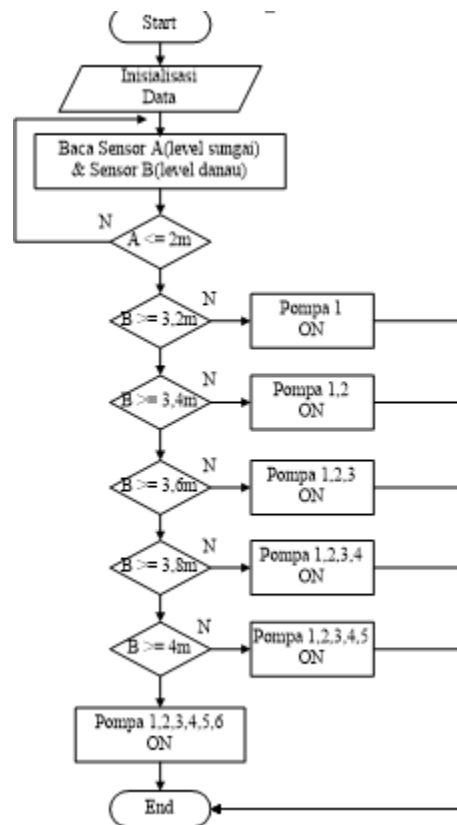 Start
Inisialisasi
Data
Baca Sensor A(level sungai)
& Sensor B(level danau)
N
A <= 2m
N
B >= 3,2m
Pompa 1
ON
N
B >= 3,4m
Pompa 1,2
ON
N
B >= 3,6m
Pompa 1,2,3
ON
N
B >= 3,8m
Pompa 1,2,3,4
ON
N
B >= 4m
Pompa 1,2,3,4,5
ON
Pompa 1,2,3,4,5,6
ON
End